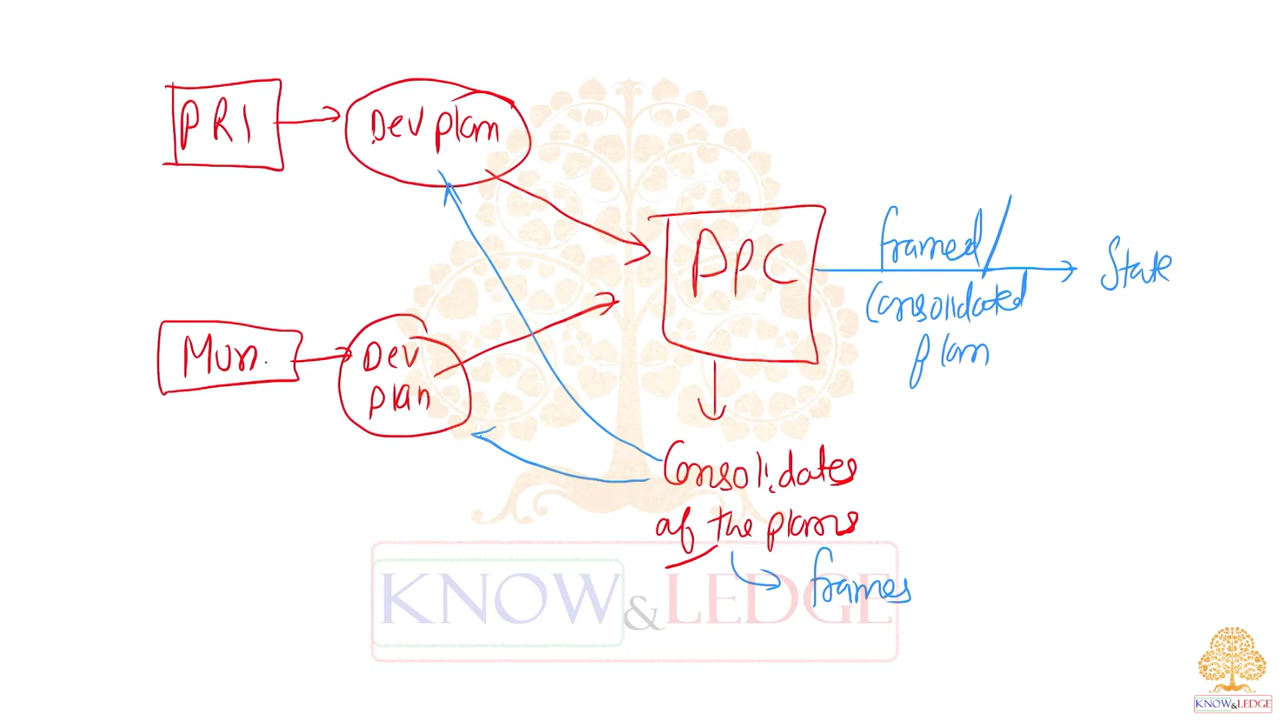 PRI
Dev plan
DPC
framed/
State
Consolidated
plan
Mun.
Dev
plan
Consolidates
of the plans
frames
KNOW&LEDGE
KNOW&LEDGE